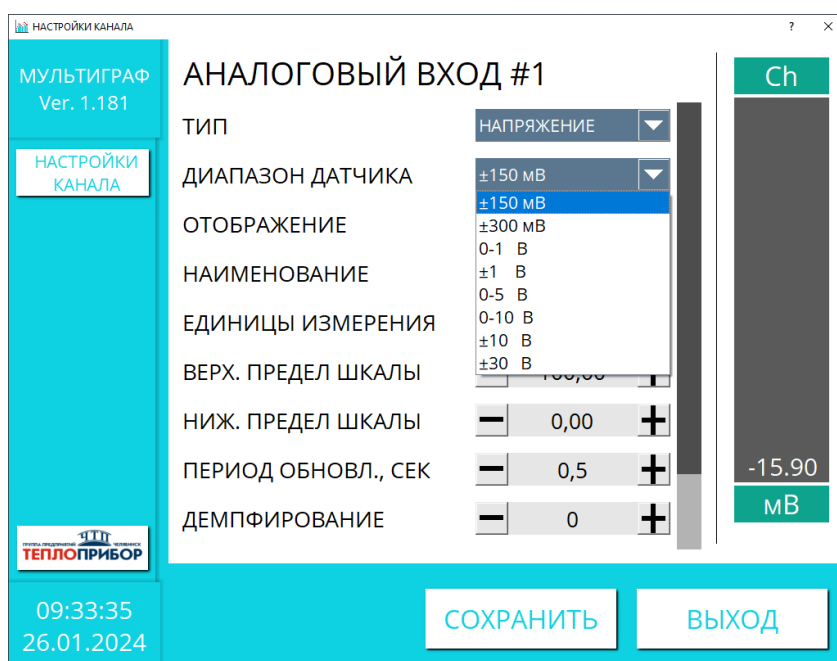 НАСТРОЙКИ КАНАЛА
? ×
МУЛЬТИГРАФ
Ver. 1.181
НАСТРОЙКИ
КАНАЛА
АНАЛОГОВЫЙ ВХОД #1
ТИП НАПРЯЖЕНИЕ
ДИАПАЗОН ДАТЧИКА ±150 мВ
±150 мВ
±300 мВ
0-1 В
±1 В
0-5 В
0-10 В
±10 В
±30 В
ОТОБРАЖЕНИЕ
НАИМЕНОВАНИЕ
ЕДИНИЦЫ ИЗМЕРЕНИЯ
ВЕРХ. ПРЕДЕЛ ШКАЛЫ
НИЖ. ПРЕДЕЛ ШКАЛЫ − 0,00 +
ПЕРИОД ОБНОВЛ., СЕК − 0,5 +
ДЕМПФИРОВАНИЕ − 0 +
Ch
-15.90
мВ
ТЕПЛОПРИБОР
09:33:35
26.01.2024
СОХРАНИТЬ
ВЫХОД